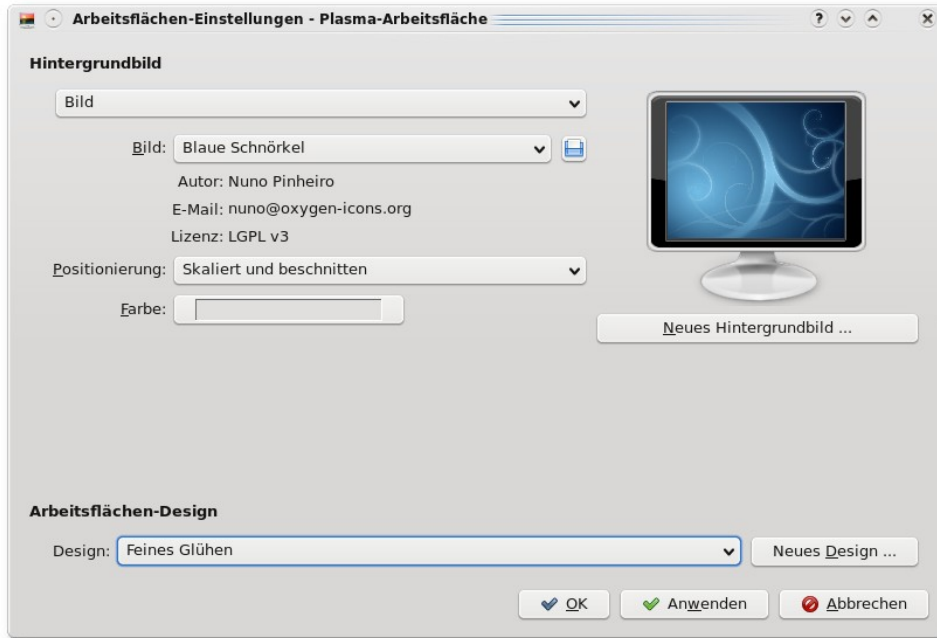 Arbeitsflächen-Einstellungen - Plasma-Arbeitsfläche
Hintergrundbild
Bild
Bild: Blaue Schnörkel
Autor: Nuno Pinheiro
E-Mail: nuno@oxygen-icons.org
Lizenz: LGPL v3
Positionierung: Skaliert und beschnitten
Farbe:
Neues Hintergrundbild ...
Arbeitsflächen-Design
Design: Feines Glühen Neues Design ...
OK Anwenden Abbrechen